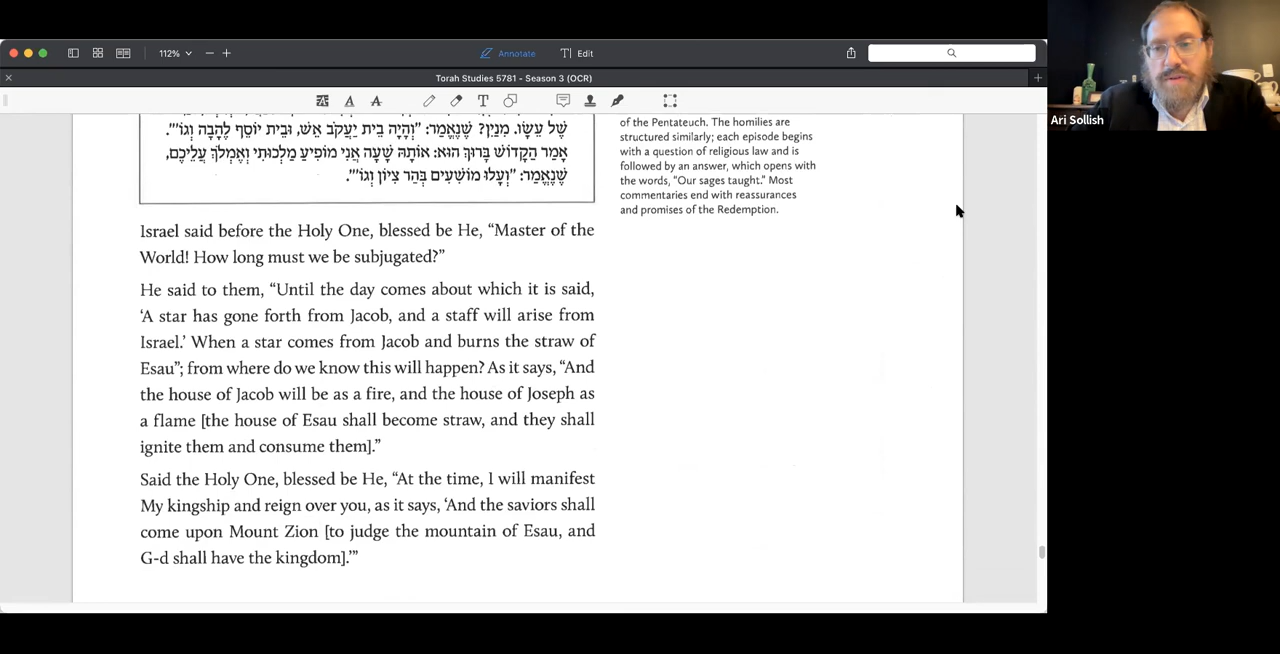 112%
Annotate
Edit
Torah Studies 5781 - Season 3 (OCR)
Ari Sollish
של עשו. מנין? שנאמר: "וְהָיָה בֵית יַעֲקֹב אֵשׁ, וּבֵית יוֹסֵף לֶהָבָה וְגוֹ'".
אָמַר הַקָדוֹשׁ בָּרוּךְ הוּא: אוֹתָהּ שָׁעָה אֲנִי מוֹפִיעַ מַלְכוּתִי וְאֶמְלֹךְ עֲלֵיכֶם,
שֶׁנֶאֱמַר: "וְעָלוּ מוֹשִׁעִים בְּהַר צִיוֹן וְגוֹ'".
of the Pentateuch. The homilies are
structured similarly; each episode begins
with a question of religious law and is
followed by an answer, which opens with
the words, "Our sages taught." Most
commentaries end with reassurances
and promises of the Redemption.
Israel said before the Holy One, blessed be He, “Master of the
World! How long must we be subjugated?”
He said to them, “Until the day comes about which it is said,
‘A star has gone forth from Jacob, and a staff will arise from
Israel.’ When a star comes from Jacob and burns the straw of
Esau”; from where do we know this will happen? As it says, “And
the house of Jacob will be as a fire, and the house of Joseph as
a flame [the house of Esau shall become straw, and they shall
ignite them and consume them].”
Said the Holy One, blessed be He, “At the time, I will manifest
My kingship and reign over you, as it says, ‘And the saviors shall
come upon Mount Zion [to judge the mountain of Esau, and
G-d shall have the kingdom].’”